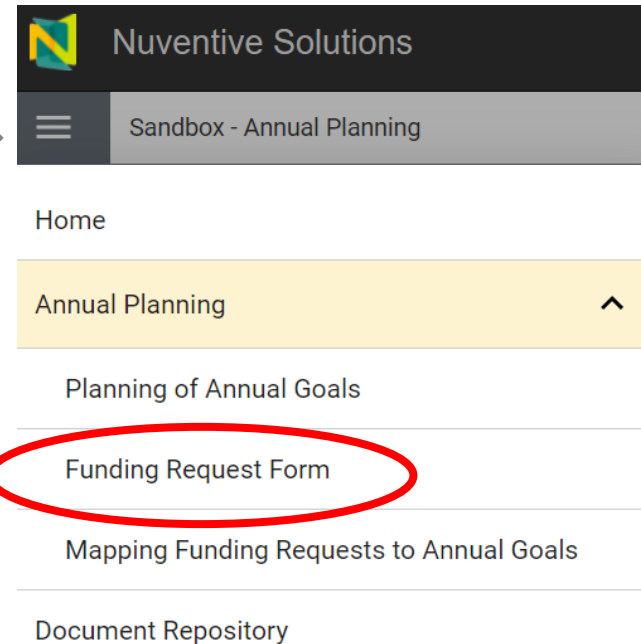 Nuventive Solutions
Sandbox - Annual Planning
Home
Annual Planning
Planning of Annual Goals
Funding Request Form
Mapping Funding Requests to Annual Goals
Document Repository